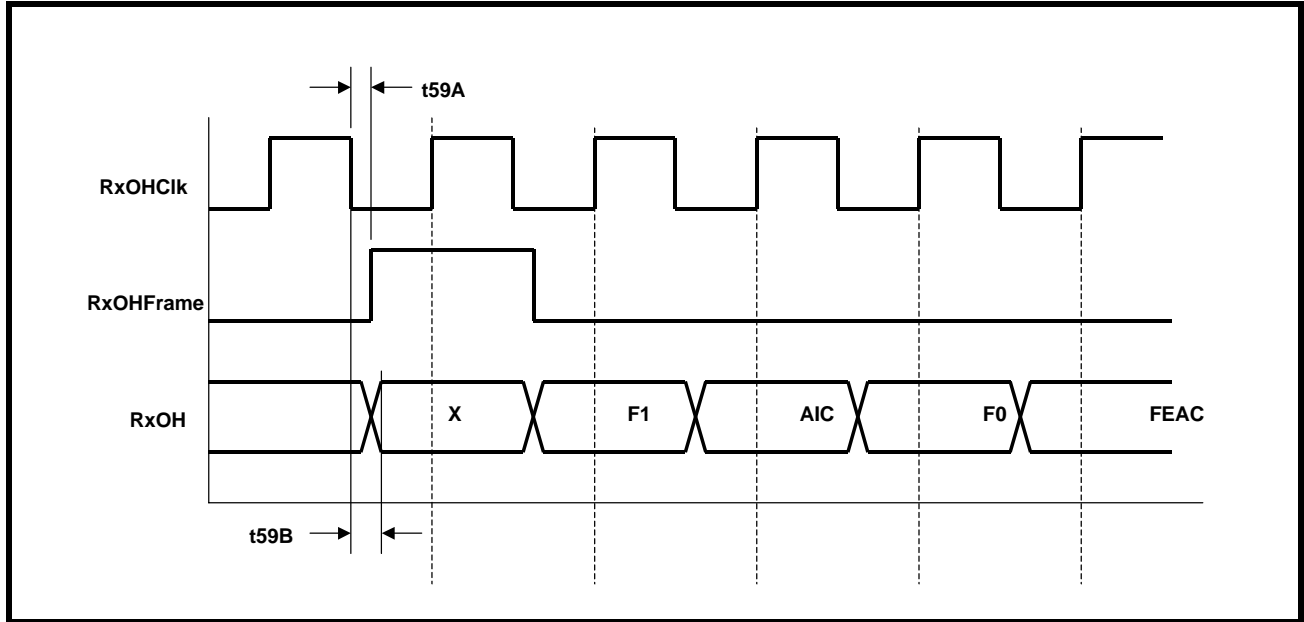 t59A
RxOHClk
RxOHFrame
RxOH
X
F1
AIC
F0
FEAC
t59B